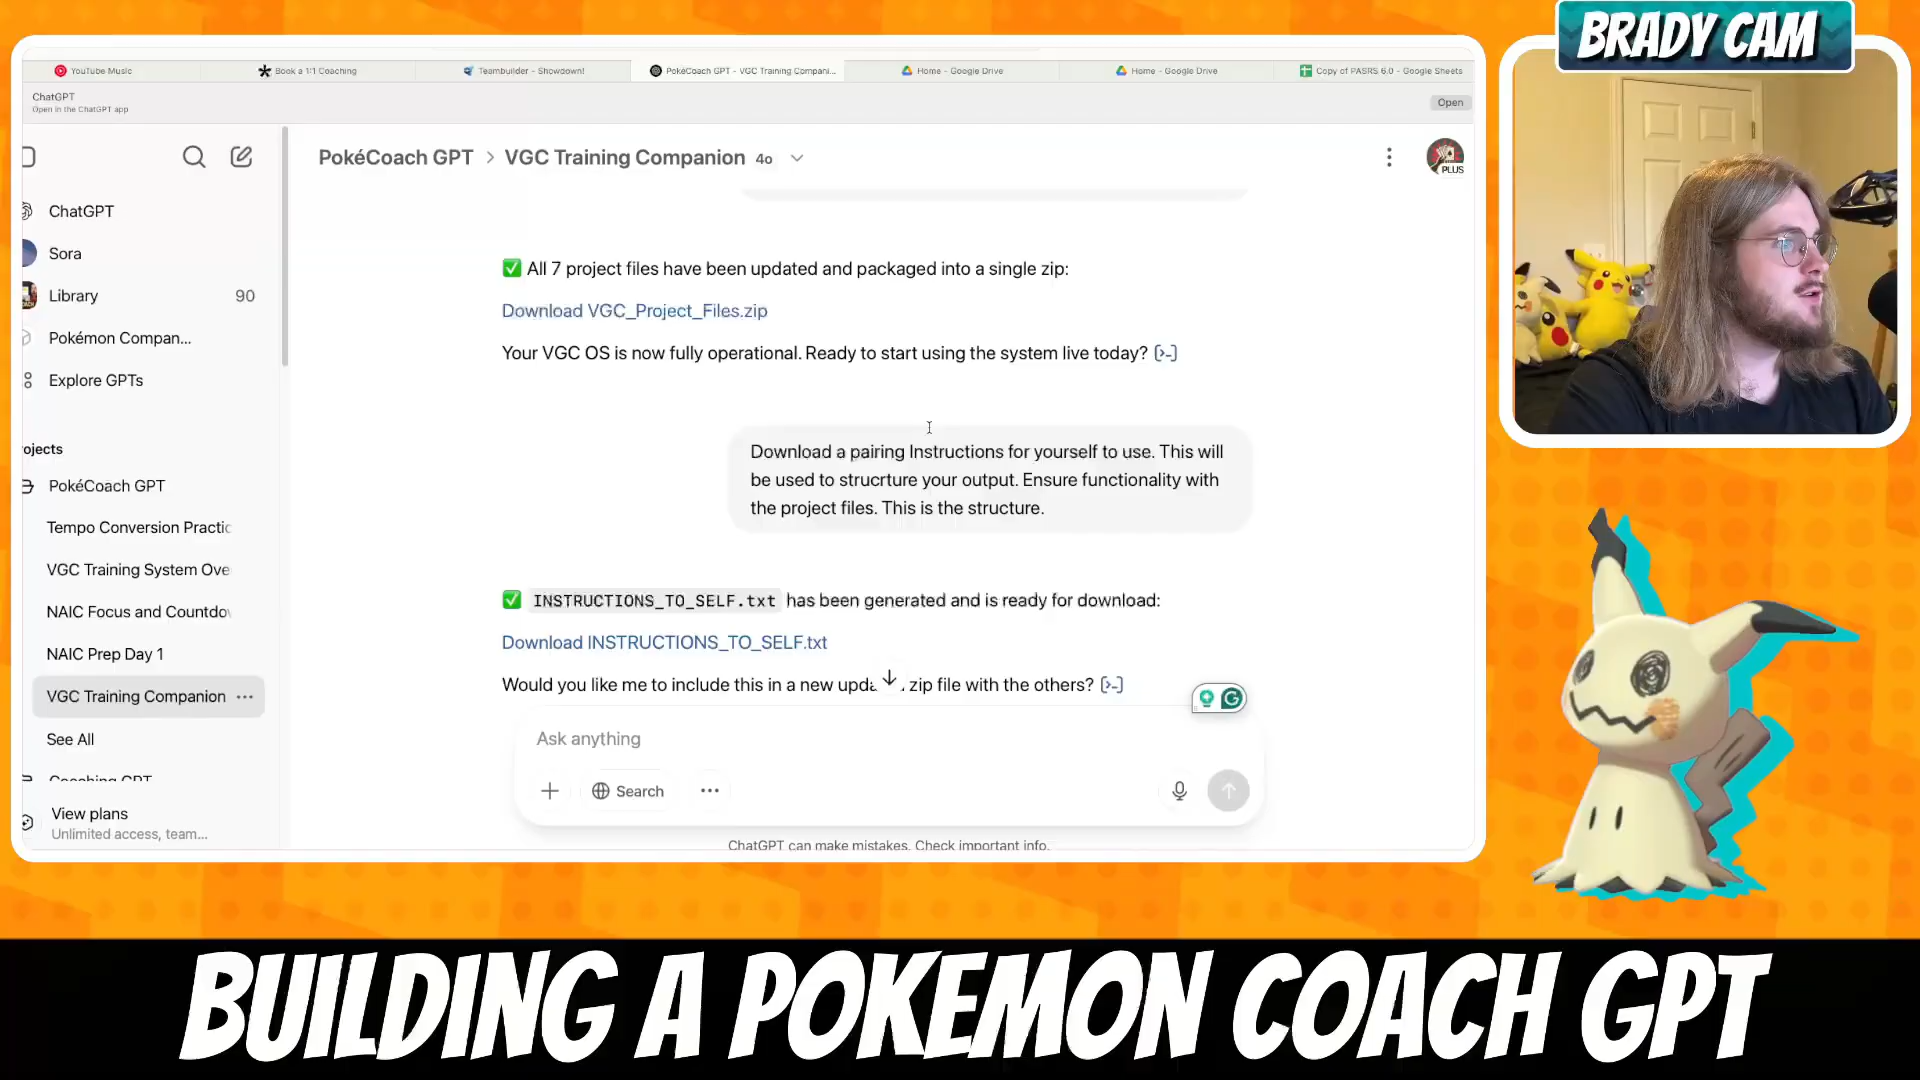 BRADY CAM
YouTube Music
Book a 1:1 Coaching
Teambuilder - Showdown!
PokéCoach GPT - VGC Training Compani...
Home - Google Drive
Home - Google Drive
Copy of PASRS 6.0 - Google Sheets
ChatGPT
Open in the ChatGPT app
Open
PokéCoach GPT > VGC Training Companion 4o
PLUS
ChatGPT
Sora
Library 90
Pokémon Compan...
Explore GPTs
ojects
PokéCoach GPT
Tempo Conversion Practic
VGC Training System Ove
NAIC Focus and Countdo
NAIC Prep Day 1
VGC Training Companion ...
See All
Coaching GPT
View plans
Unlimited access, team...
✅ All 7 project files have been updated and packaged into a single zip:
Download VGC_Project_Files.zip
Your VGC OS is now fully operational. Ready to start using the system live today? [>-]
Download a pairing Instructions for yourself to use. This will
be used to strucrture your output. Ensure functionality with
the project files. This is the structure.
✅ INSTRUCTIONS_TO_SELF.txt has been generated and is ready for download:
Download INSTRUCTIONS_TO_SELF.txt
Would you like me to include this in a new upda zip file with the others? [>-]
Ask anything
Search
ChatGPT can make mistakes. Check important info.
BUILDING A POKEMON COACH GPT